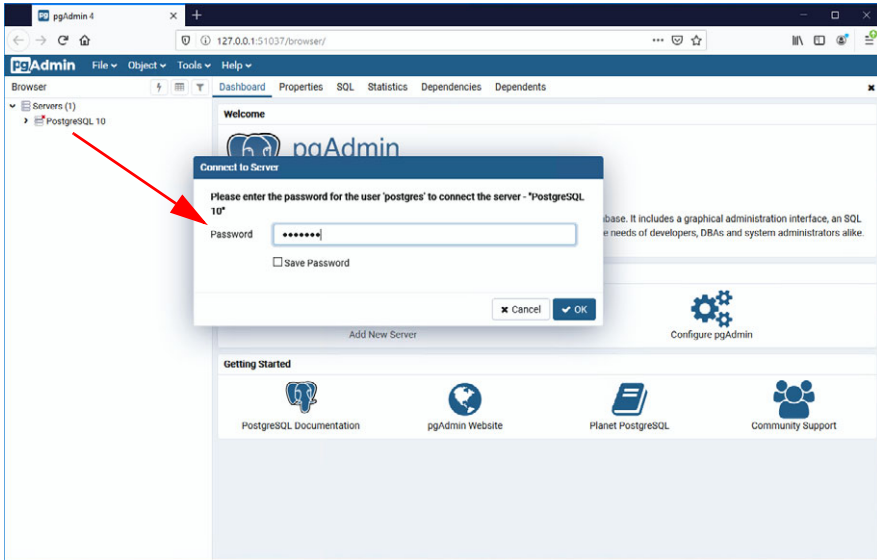 pgAdmin 4
127.0.0.1:51037/browser/
pgAdmin File Object Tools Help
Browser
Dashboard Properties SQL Statistics Dependencies Dependents
Servers (1)
PostgreSQL 10
Welcome
pgAdmin
Connect to Server
Please enter the password for the user 'postgres' to connect the server - "PostgreSQL
10"
Password
Save Password
Cancel OK
base. It includes a graphical administration interface, an SQL
needs of developers, DBAs and system administrators alike.
Add New Server
Configure pgAdmin
Getting Started
PostgreSQL Documentation
pgAdmin Website
Planet PostgreSQL
Community Support